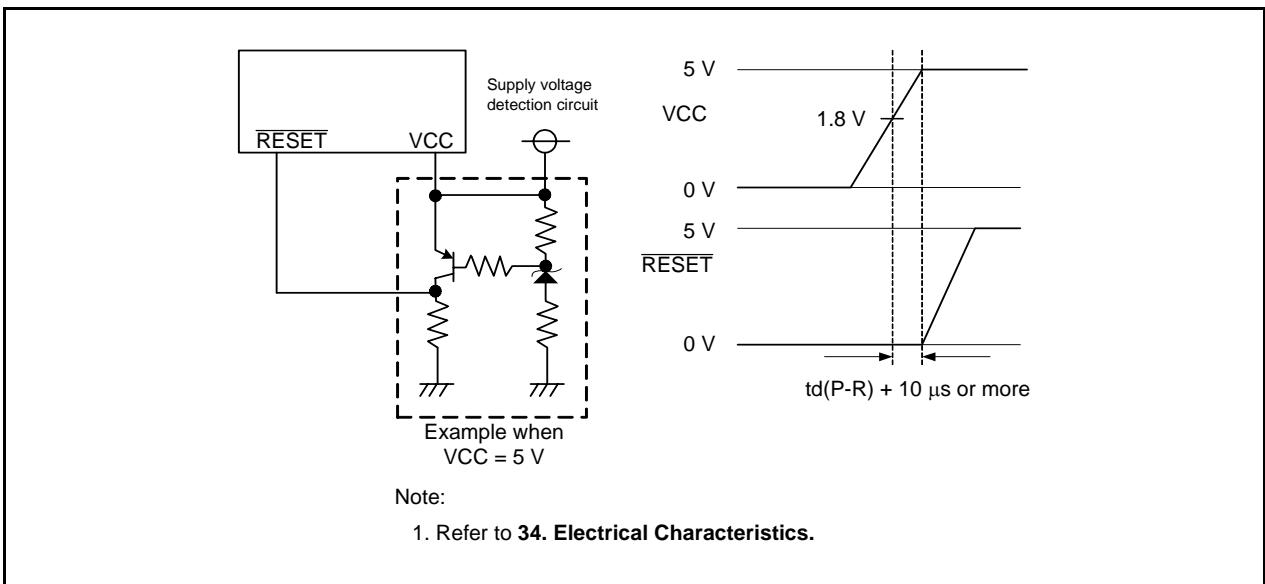 Supply voltage
detection circuit
RESET VCC
Example when
VCC = 5 V
5 V
VCC
1.8 V
0 V
5 V
RESET
0 V
td(P-R) + 10 μs or more
Note:
1. Refer to 34. Electrical Characteristics.